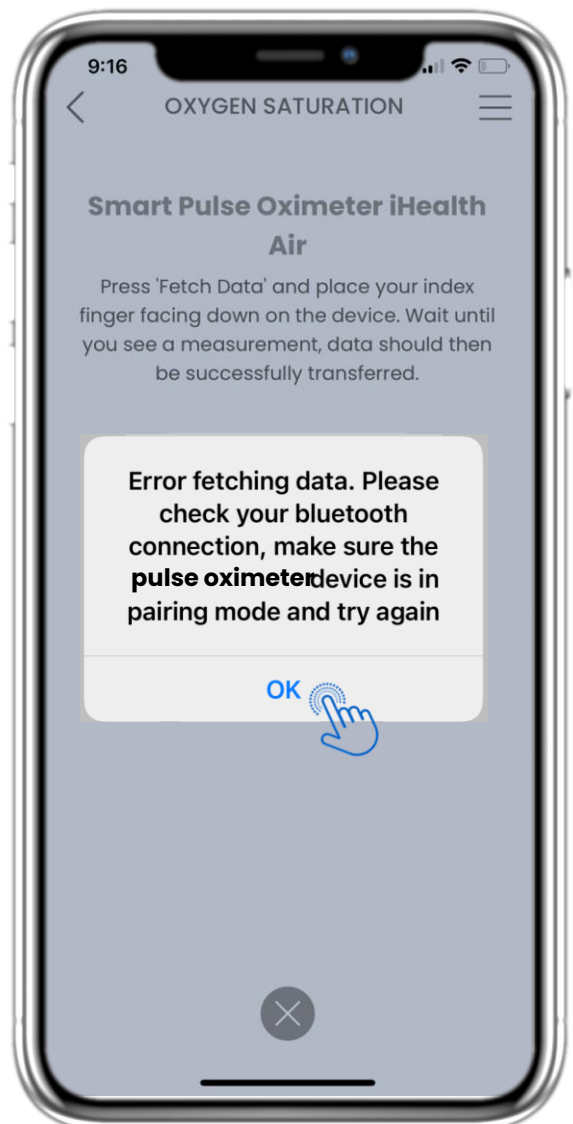 9:16
OXYGEN SATURATION
Smart Pulse Oximeter iHealth
Air
Press 'Fetch Data' and place your index
finger facing down on the device. Wait until
you see a measurement, data should then
be successfully transferred.
Error fetching data. Please
check your bluetooth
connection, make sure the
pulse oximeter device is in
pairing mode and try again
OK